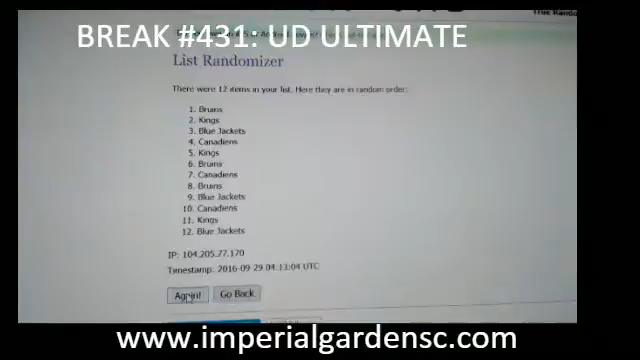 True Rando
BREAK #431: UD ULTIMATE
List Randomizer
There were 12 items in your list. Here they are in random order:
1. Bruins
2. Kings
3. Blue Jackets
4. Canadiens
5. Kings
6. Bruins
7. Canadiens
8. Bruins
9. Blue Jackets
10. Canadiens
11. Kings
12. Blue Jackets
IP: 104.205.77.170
Timestamp: 2016-09-29 04:13:04 UTC
Again! Go Back
www.imperialgardensc.com